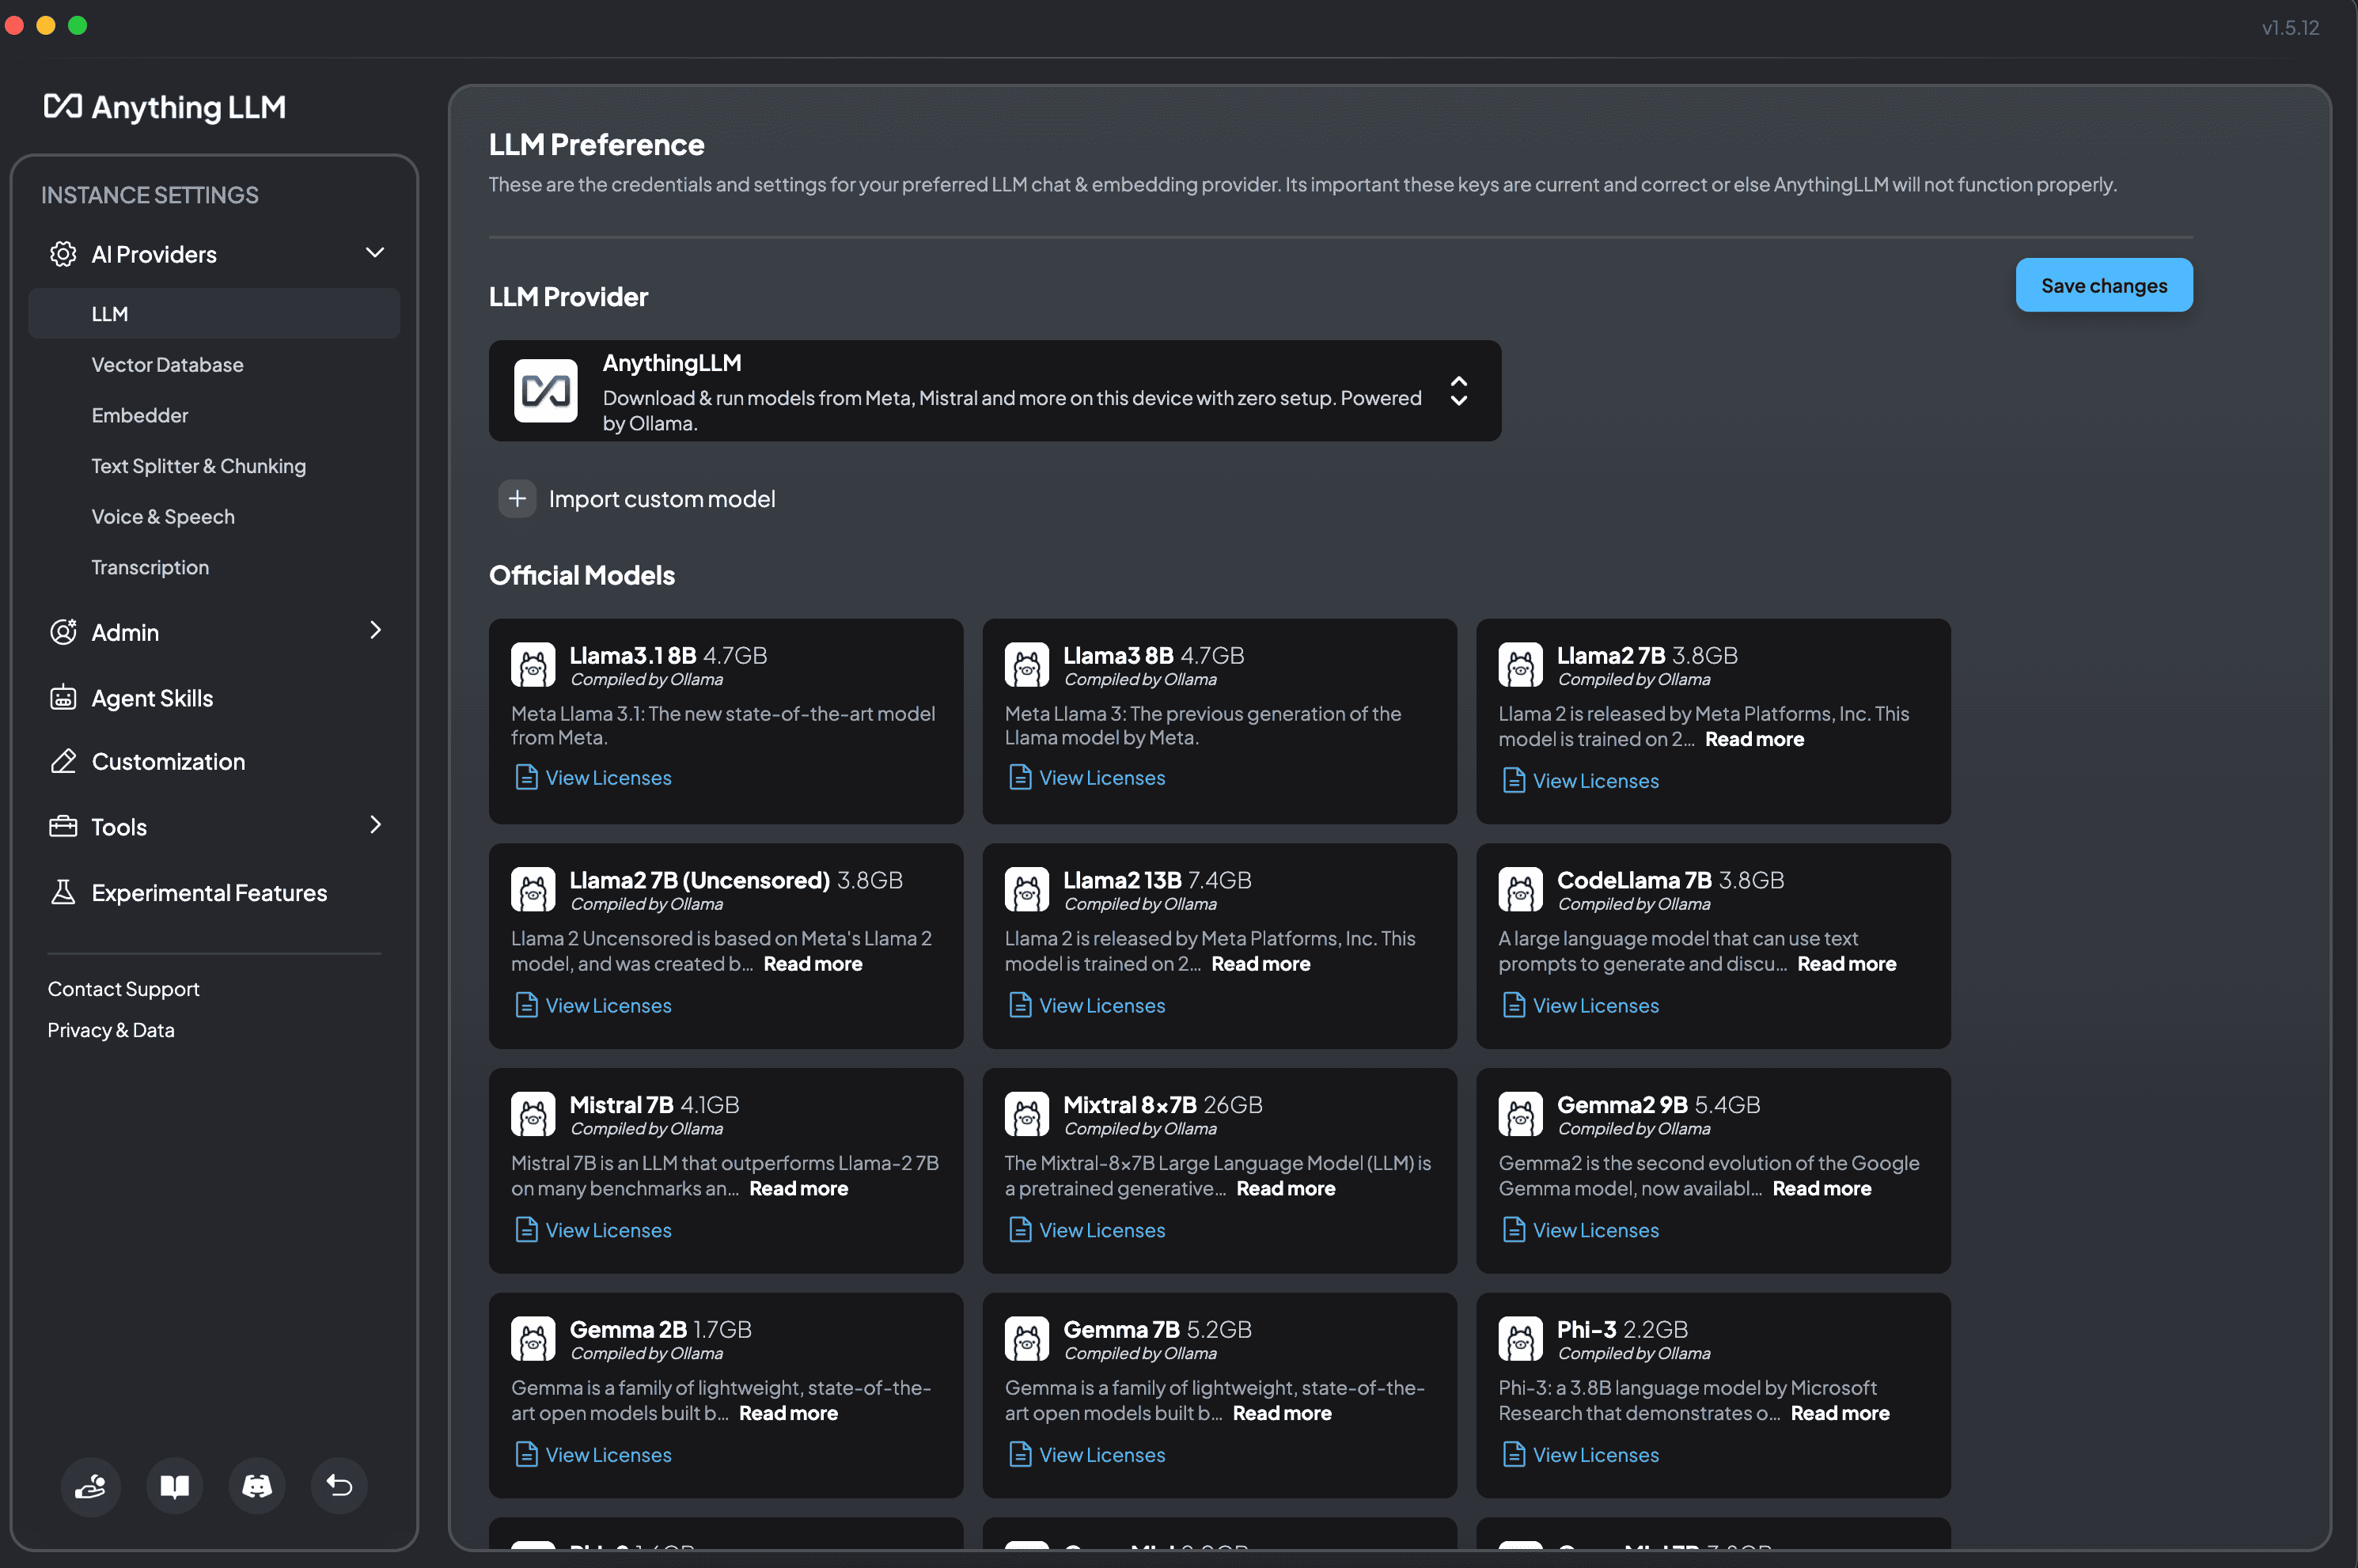 v1.5.12
Anything LLM
INSTANCE SETTINGS
AI Providers
LLM
Vector Database
Embedder
Text Splitter & Chunking
Voice & Speech
Transcription
Admin
Agent Skills
Customization
Tools
Experimental Features
Contact Support
Privacy & Data
LLM Preference
These are the credentials and settings for your preferred LLM chat & embedding provider. Its important these keys are current and correct or else AnythingLLM will not function properly.
Save changes
LLM Provider
AnythingLLM
Download & run models from Meta, Mistral and more on this device with zero setup. Powered
by Ollama.
Import custom model
Official Models
Llama3.1 8B 4.7GB
Compiled by Ollama
Meta Llama 3.1: The new state-of-the-art model
from Meta.
View Licenses
Llama3 8B 4.7GB
Compiled by Ollama
Meta Llama 3: The previous generation of the
Llama model by Meta.
View Licenses
Llama2 7B 3.8GB
Compiled by Ollama
Llama 2 is released by Meta Platforms, Inc. This
model is trained on 2... Read more
View Licenses
Llama2 7B (Uncensored) 3.8GB
Compiled by Ollama
Llama 2 Uncensored is based on Meta's Llama 2
model, and was created b... Read more
View Licenses
Llama2 13B 7.4GB
Compiled by Ollama
Llama 2 is released by Meta Platforms, Inc. This
model is trained on 2... Read more
View Licenses
CodeLlama 7B 3.8GB
Compiled by Ollama
A large language model that can use text
prompts to generate and discu... Read more
View Licenses
Mistral 7B 4.1GB
Compiled by Ollama
Mistral 7B is an LLM that outperforms Llama-2 7B
on many benchmarks an... Read more
View Licenses
Mixtral 8x7B 26GB
Compiled by Ollama
The Mixtral-8x7B Large Language Model (LLM) is
a pretrained generative... Read more
View Licenses
Gemma2 9B 5.4GB
Compiled by Ollama
Gemma2 is the second evolution of the Google
Gemma model, now availabl... Read more
View Licenses
Gemma 2B 1.7GB
Compiled by Ollama
Gemma is a family of lightweight, state-of-the-
art open models built b... Read more
View Licenses
Gemma 7B 5.2GB
Compiled by Ollama
Gemma is a family of lightweight, state-of-the-
art open models built b... Read more
View Licenses
Phi-3 2.2GB
Compiled by Ollama
Phi-3: a 3.8B language model by Microsoft
Research that demonstrates o... Read more
View Licenses